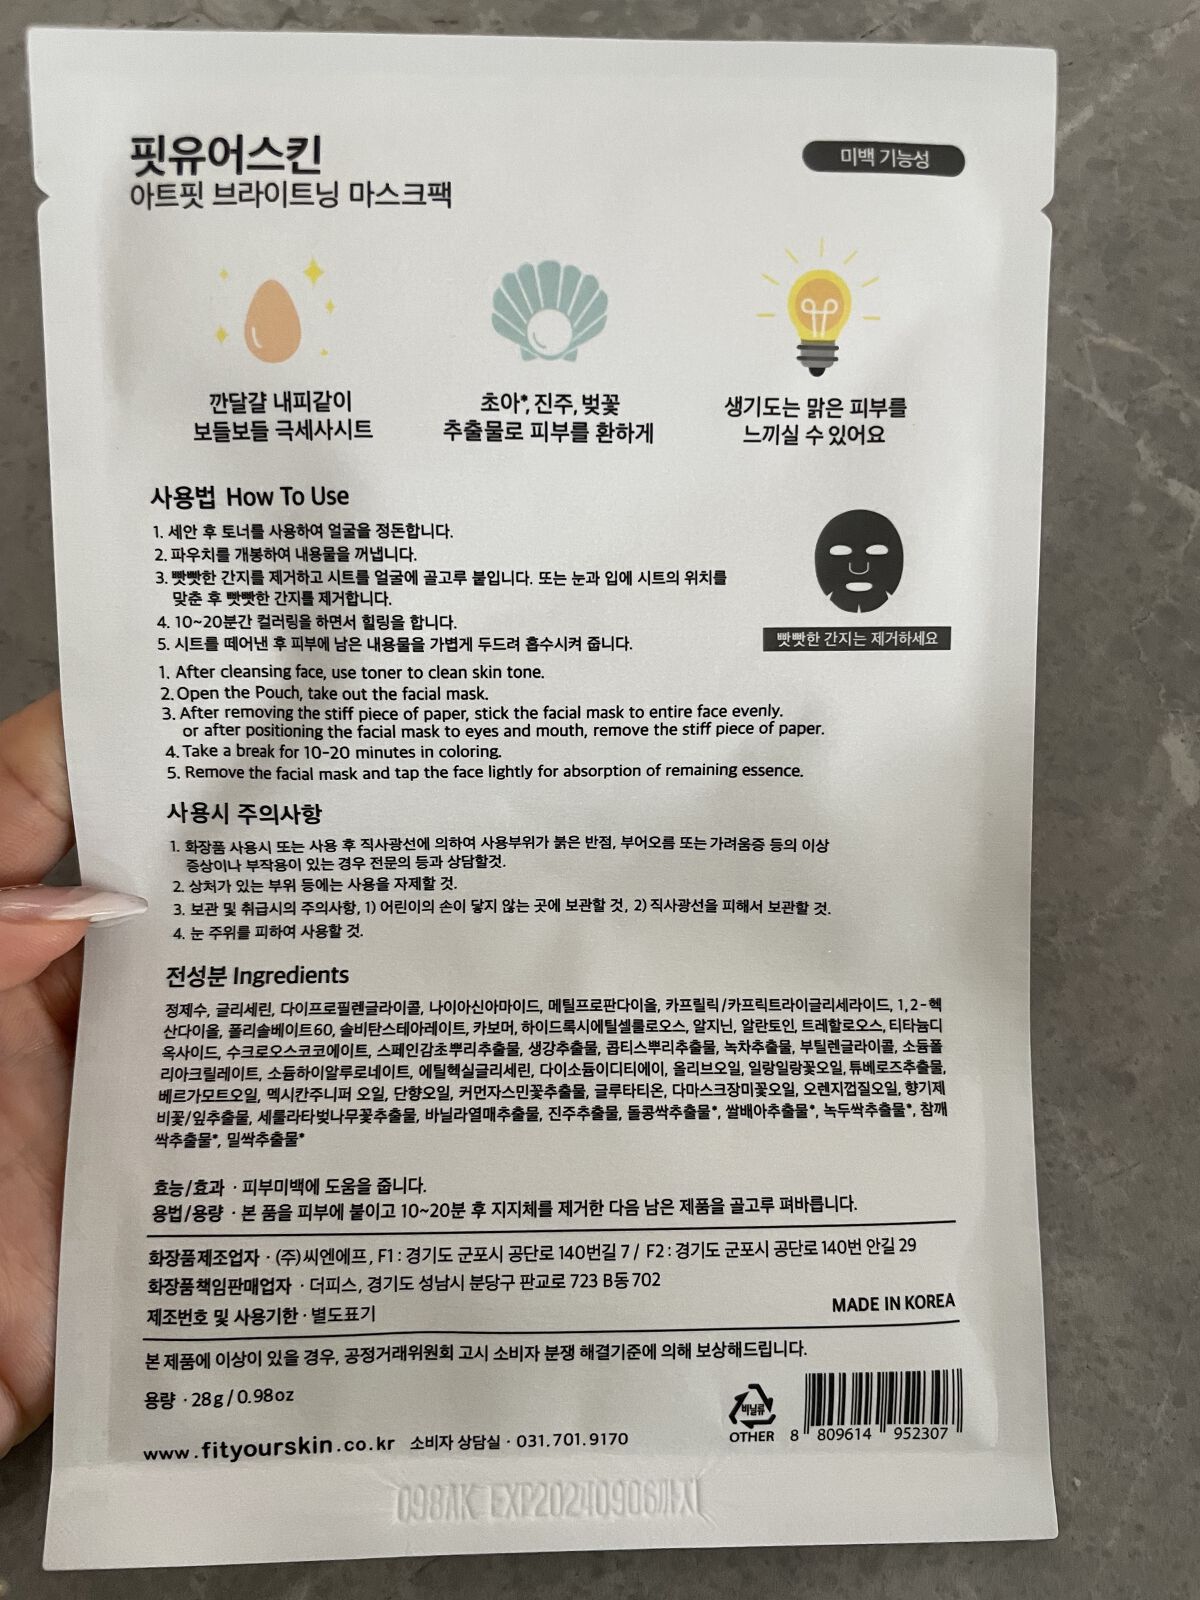 핏유어스킨
아트핏 브라이트닝 마스크팩
미백 기능성
깐달걀 내피같이
보들보들 극세사시트
초아*, 진주, 벚꽃
추출물로 피부를 환하게
생기도는 맑은 피부를
느끼실 수 있어요
사용법 How To Use
1. 세안 후 토너를 사용하여 얼굴을 정돈합니다.
2. 파우치를 개봉하여 내용물을 꺼냅니다.
3. 빳빳한 간지를 제거하고 시트를 얼굴에 골고루 붙입니다. 또는 눈과 입에 시트의 위치를
맞춘 후 빳빳한 간지를 제거합니다.
4. 10~20분간 컬러링을 하면서 힐링을 합니다.
5. 시트를 떼어낸 후 피부에 남은 내용물을 가볍게 두드려 흡수시켜 줍니다.
빳빳한 간지는 제거하세요
1. After cleansing face, use toner to clean skin tone.
2. Open the Pouch, take out the facial mask.
3. After removing the stiff piece of paper, stick the facial mask to entire face evenly.
or after positioning the facial mask to eyes and mouth, remove the stiff piece of paper.
4. Take a break for 10-20 minutes in coloring.
5. Remove the facial mask and tap the face lightly for absorption of remaining essence.
사용시 주의사항
1. 화장품 사용시 또는 사용 후 직사광선에 의하여 사용부위가 붉은 반점, 부어오름 또는 가려움증 등의 이상
증상이나 부작용이 있는 경우 전문의 등과 상담할것.
2. 상처가 있는 부위 등에는 사용을 자제할 것.
3. 보관 및 취급시의 주의사항, 1) 어린이의 손이 닿지 않는 곳에 보관할 것, 2) 직사광선을 피해서 보관할 것.
4. 눈 주위를 피하여 사용할 것.
전성분 Ingredients
정제수, 글리세린, 다이프로필렌글라이콜, 나이아신아마이드, 메틸프로판다이올, 카프릴릭/카프릭트라이글리세라이드, 1,2-헥
산다이올, 폴리솔베이트60, 솔비탄스테아레이트, 카보머, 하이드록시에틸셀룰로오스, 알지닌, 알란토인, 트레할로오스, 티타늄디
옥사이드, 수크로오스코코에이트, 스페인감초뿌리추출물, 생강추출물, 콥티스뿌리추출물, 녹차추출물, 부틸렌글라이콜, 소듐폴
리아크릴레이트, 소듐하이알루로네이트, 에틸헥실글리세린, 다이소듐이디티에이, 올리브오일, 일랑일랑꽃오일, 튜베로즈추출물,
베르가모트오일, 멕시칸주니퍼 오일, 단향오일, 커먼자스민꽃추출물, 글루타티온, 다마스크장미꽃오일, 오렌지껍질오일, 향기제
비꽃/잎추출물, 세룰라타벚나무꽃추출물, 바닐라열매추출물, 진주추출물, 돌콩싹추출물*, 쌀배아추출물*, 녹두싹추출물*, 참깨
싹추출물*, 밀싹추출물*
효능/효과 · 피부미백에 도움을 줍니다.
용법/용량 · 본 품을 피부에 붙이고 10~20분 후 지지체를 제거한 다음 남은 제품을 골고루 펴바릅니다.
화장품제조업자 · (주)씨엔에프, F1 : 경기도 군포시 공단로 140번길 7 / F2 : 경기도 군포시 공단로 140번 안길 29
화장품책임판매업자 · 더피스, 경기도 성남시 분당구 판교로 723 B동 702
제조번호 및 사용기한 · 별도표기
MADE IN KOREA
본 제품에 이상이 있을 경우, 공정거래위원회 고시 소비자 분쟁 해결기준에 의해 보상해드립니다.
용량 · 28g / 0.98oz
비닐류
OTHER
8 809614 952307
www.fityourskin.co.kr 소비자 상담실 · 031.701.9170
098AK EXP20240906까지